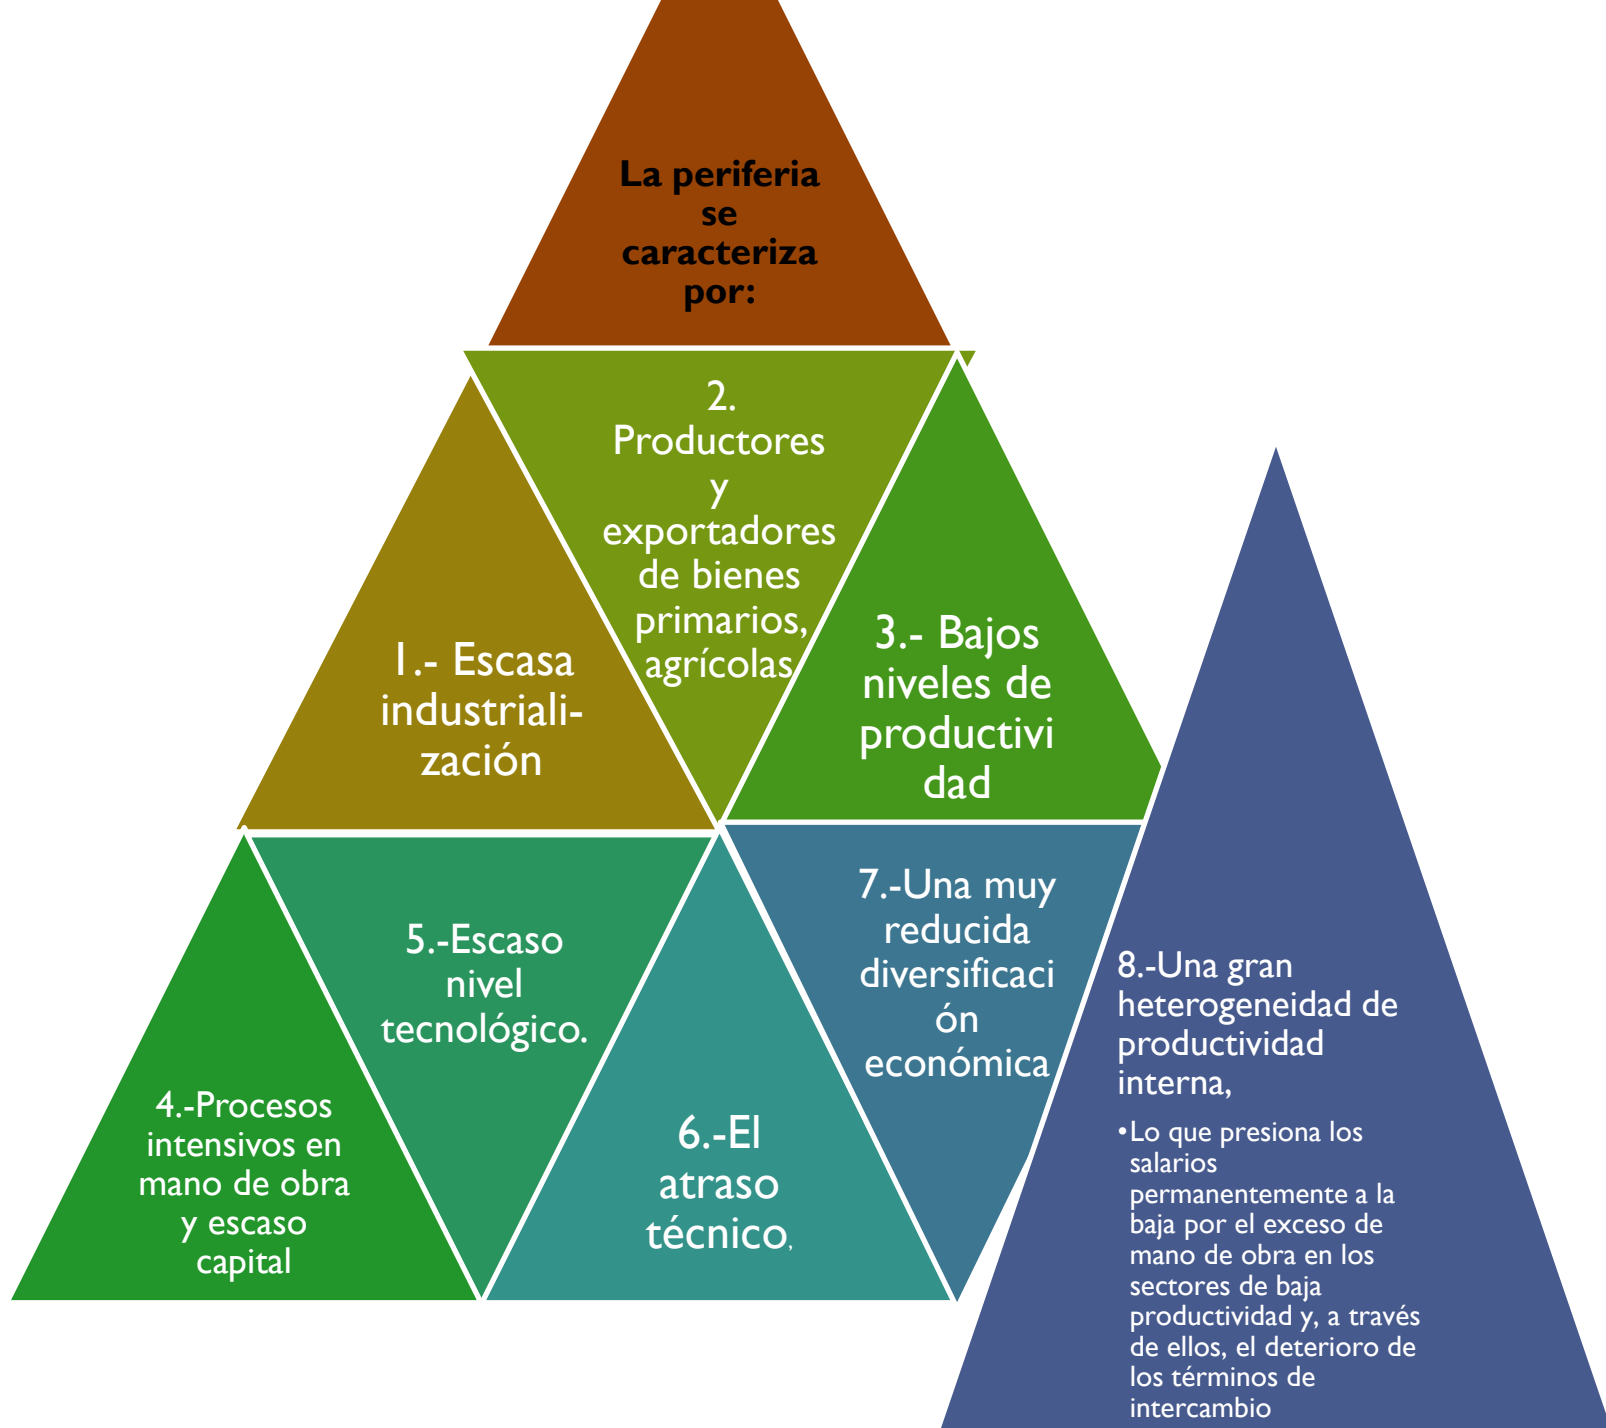 La periferia
se
caracteriza
por:
1.- Escasa
industriali-
zación
2.
Productores
y
exportadores
de bienes
primarios,
agrícolas
3.- Bajos
niveles de
productivi
dad
4.-Procesos
intensivos en
mano de obra
y escaso
capital
5.-Escaso
nivel
tecnológico.
6.-El
atraso
técnico,
7.-Una muy
reducida
diversificaci
ón
económica
8.-Una gran
heterogeneidad de
productividad
interna,
•Lo que presiona los
salarios
permanentemente a la
baja por el exceso de
mano de obra en los
sectores de baja
productividad y, a través
de ellos, el deterioro de
los términos de
intercambio